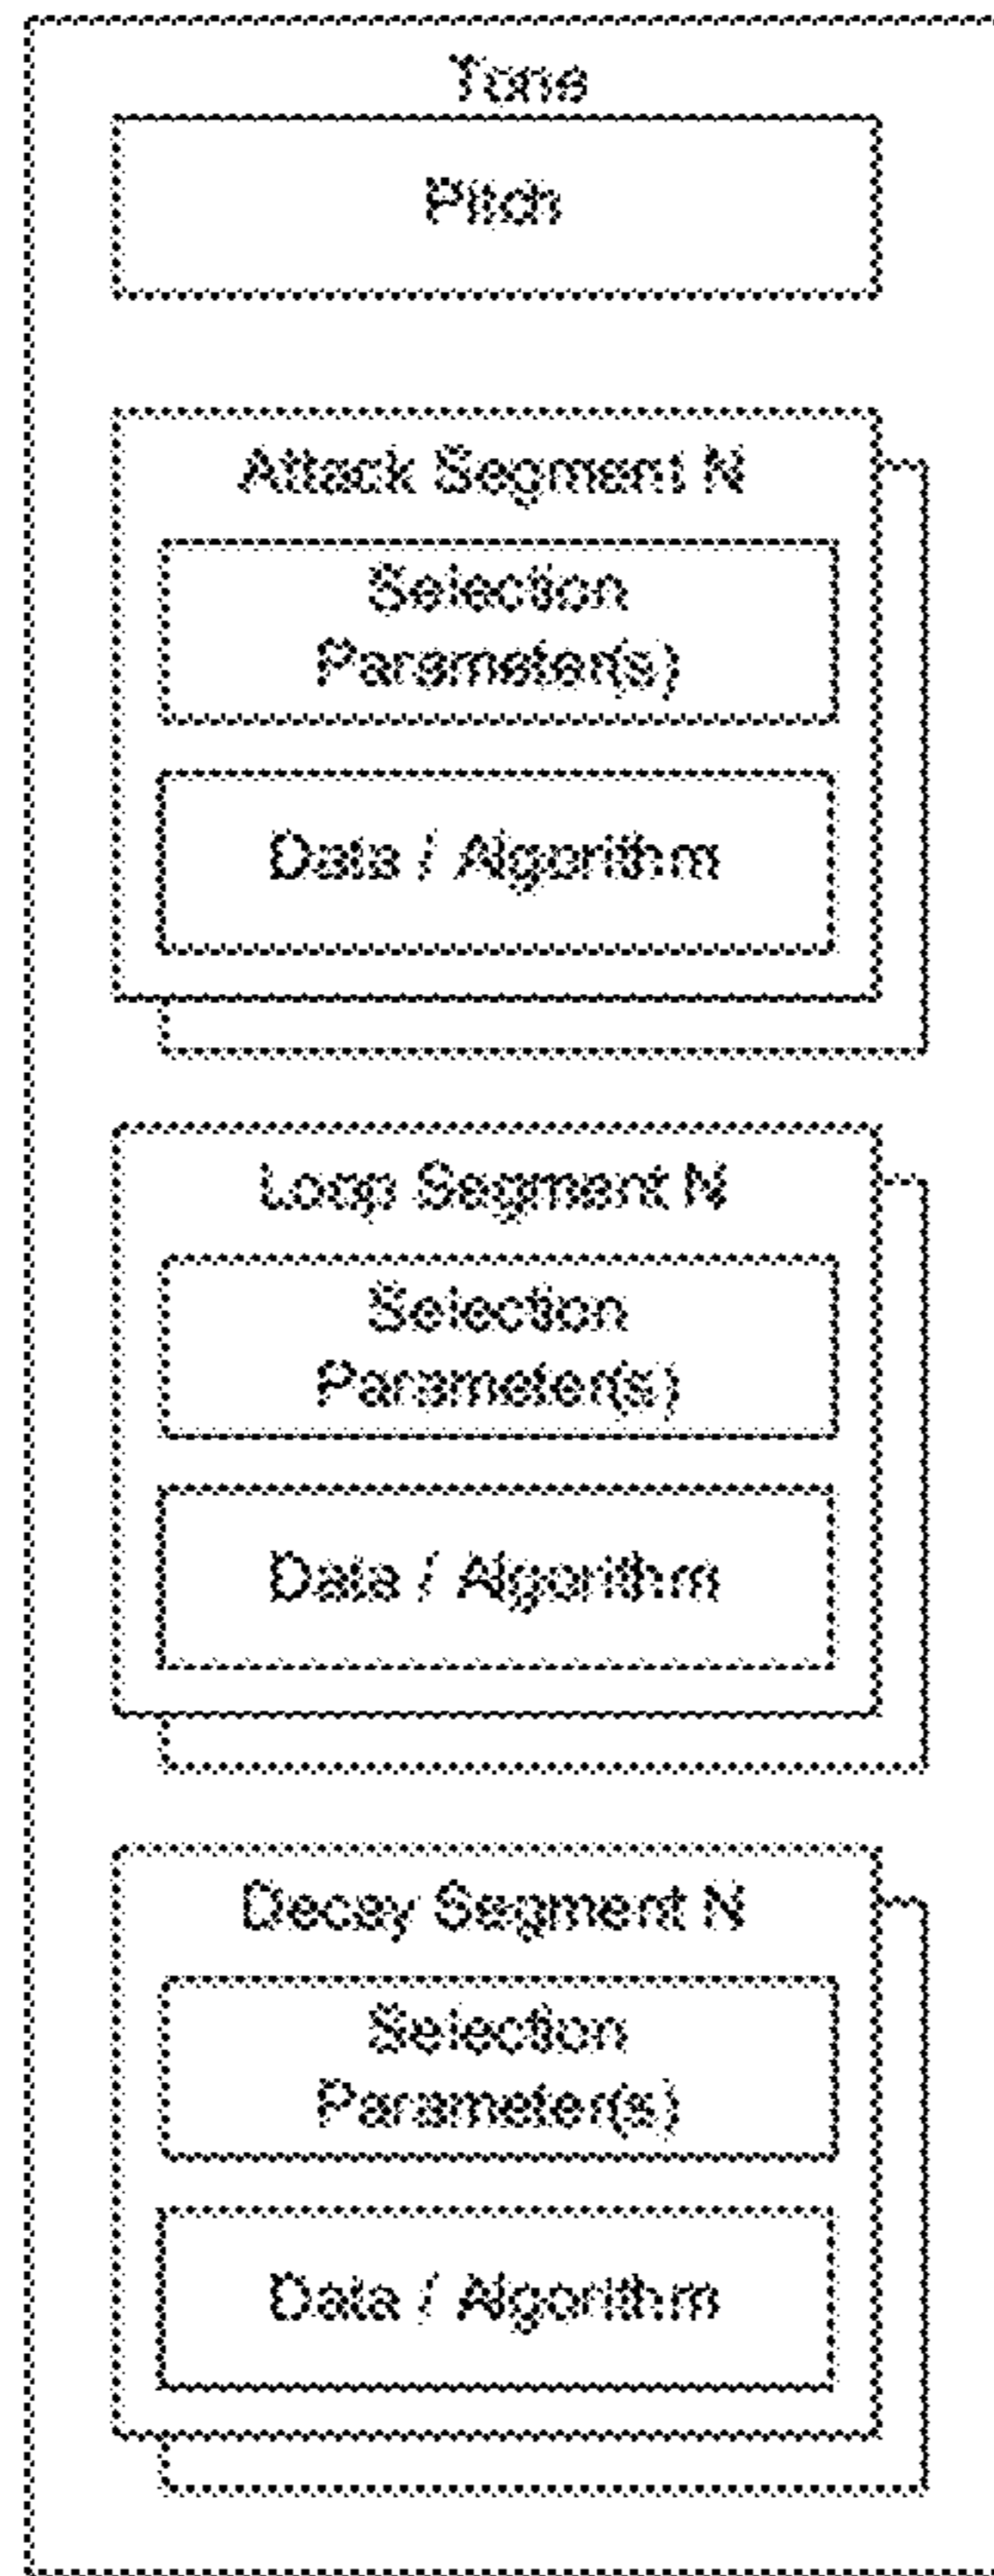 Tone
Pitch
Attack Segment N
Selection
Parameter(s)
Data / Algorithm
Loop Segment N
Selection
Parameter(s)
Data / Algorithm
Decay Segment N
Selection
Parameter(s)
Data / Algorithm